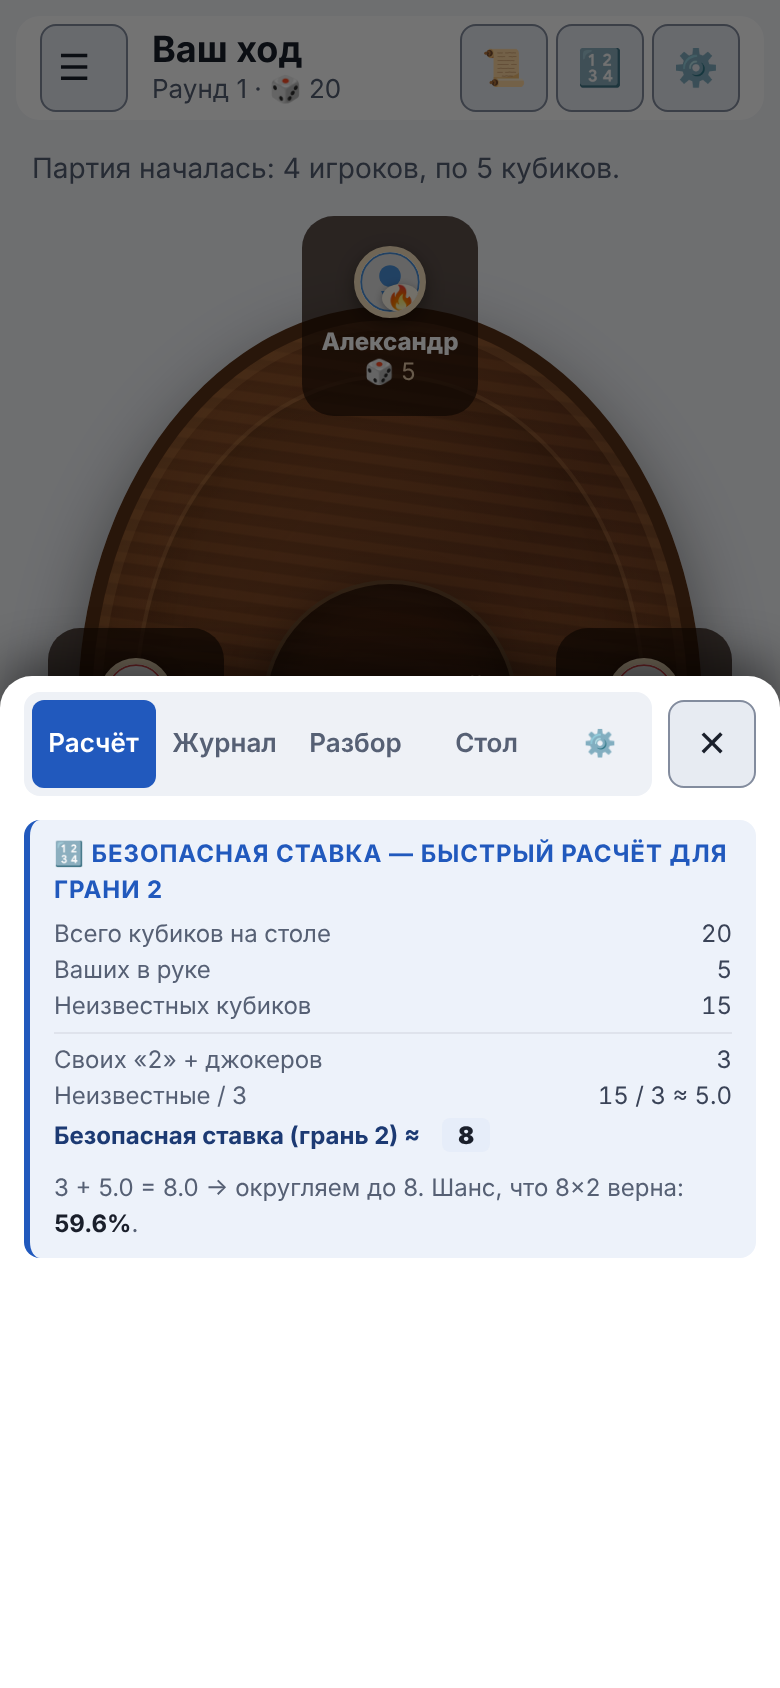 ☰ Ваш ход
Раунд 1 · 🎲 20
Партия началась: 4 игроков, по 5 кубиков.
Александр
🎲 5
Расчёт Журнал Разбор Стол ⚙️ ✕
🔢 БЕЗОПАСНАЯ СТАВКА — БЫСТРЫЙ РАСЧЁТ ДЛЯ
ГРАНИ 2
Всего кубиков на столе 20
Ваших в руке 5
Неизвестных кубиков 15
Своих «2» + джокеров 3
Неизвестные / 3 15 / 3 ≈ 5.0
Безопасная ставка (грань 2) ≈ 8
3 + 5.0 = 8.0 → округляем до 8. Шанс, что 8×2 верна:
59.6%.